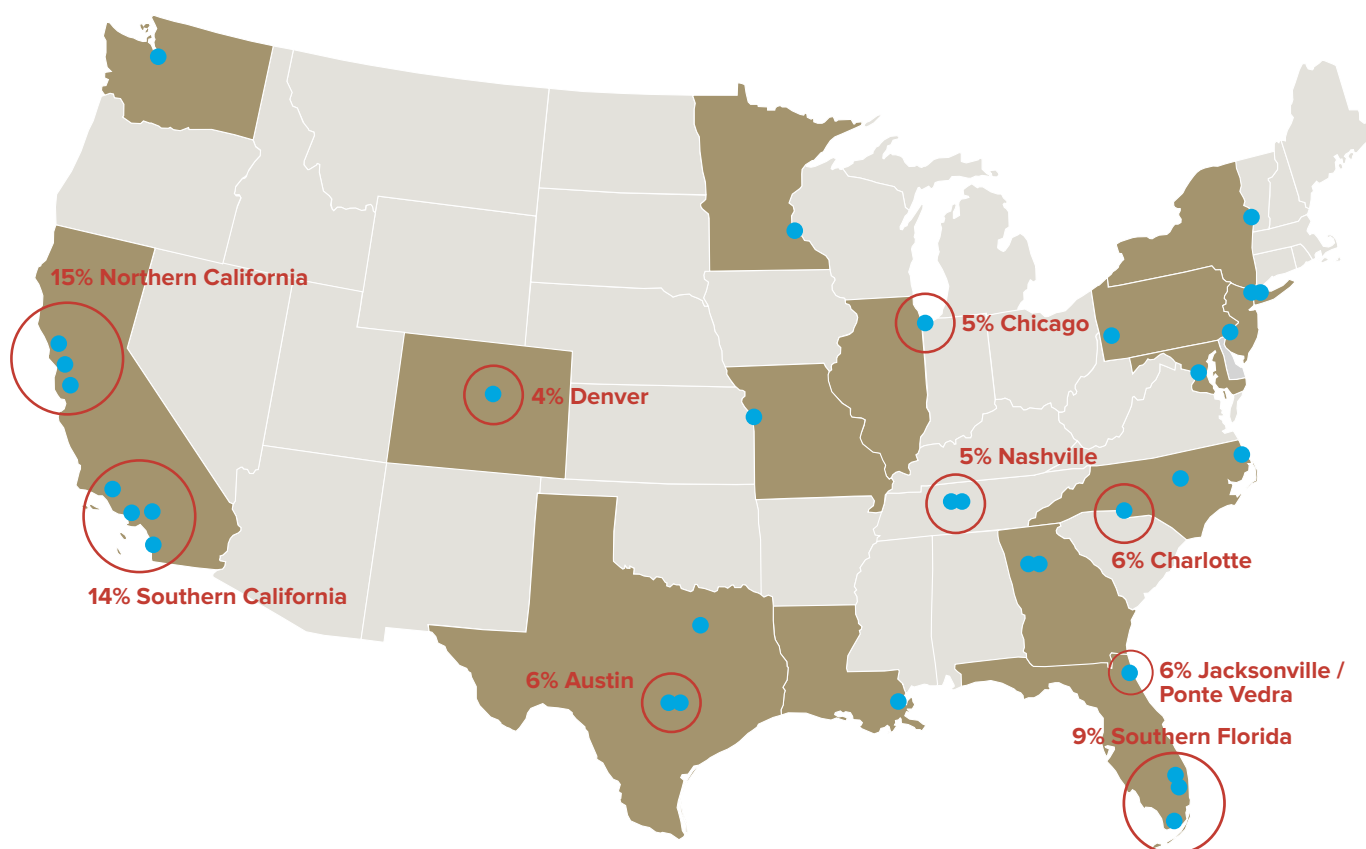 15% Northern California
5% Chicago
4% Denver
5% Nashville
6% Charlotte
14% Southern California
6% Austin
6% Jacksonville /
Ponte Vedra
9% Southern Florida